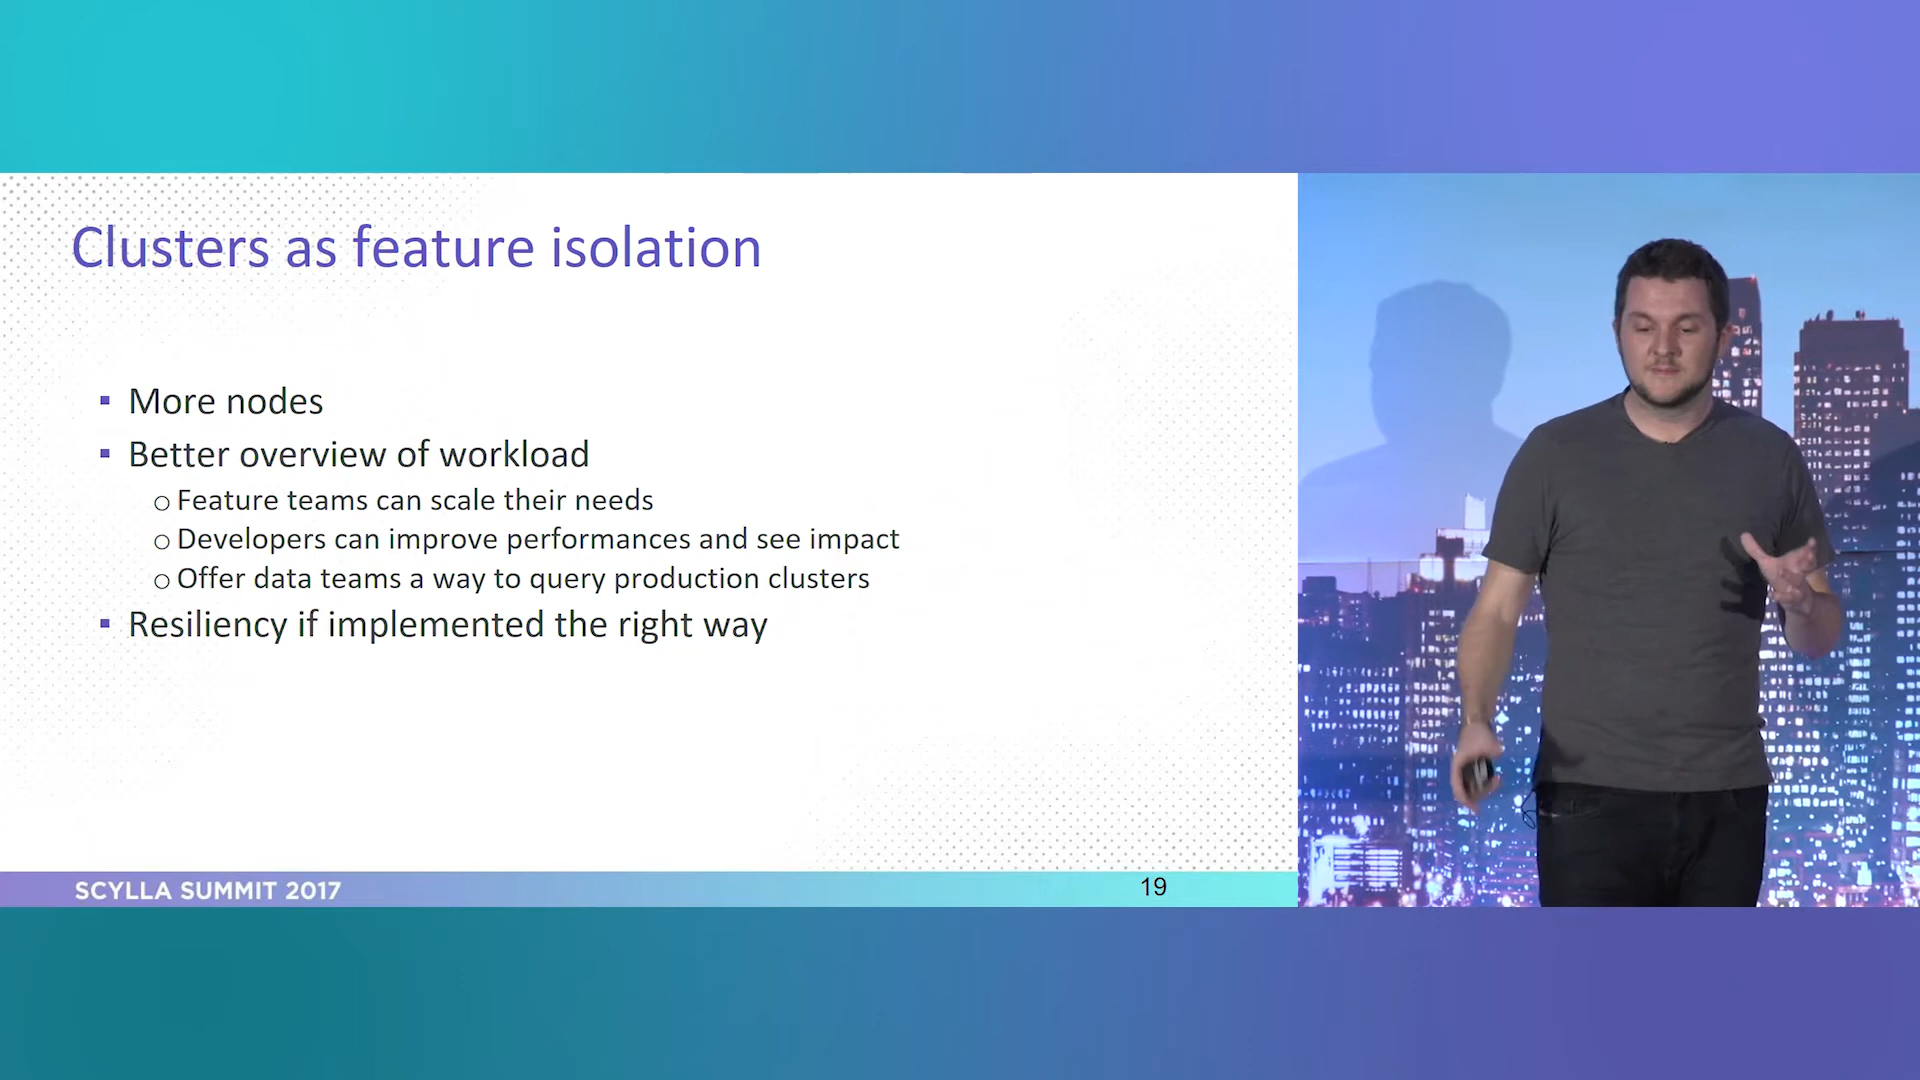 Clusters as feature isolation
More nodes
Better overview of workload
Feature teams can scale their needs
Developers can improve performances and see impact
Offer data teams a way to query production clusters
Resiliency if implemented the right way
SCYLLA SUMMIT 2017
19